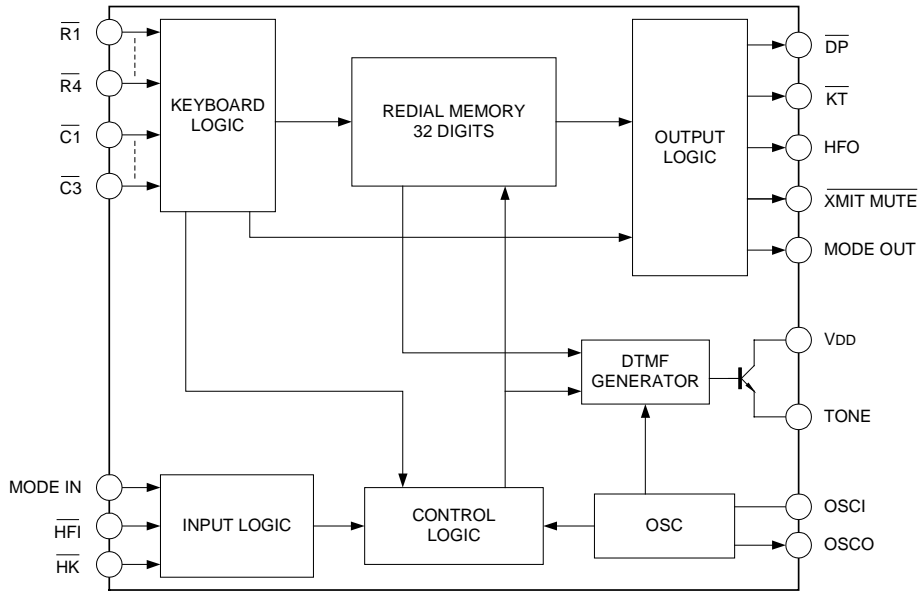 R1
R4
C1
C3
KEYBOARD
LOGIC
REDIAL MEMORY
32 DIGITS
OUTPUT
LOGIC
DP
KT
HFO
XMIT MUTE
MODE OUT
DTMF
GENERATOR
VDD
TONE
MODE IN
HFI
HK
INPUT LOGIC
CONTROL
LOGIC
OSC
OSCI
OSCO